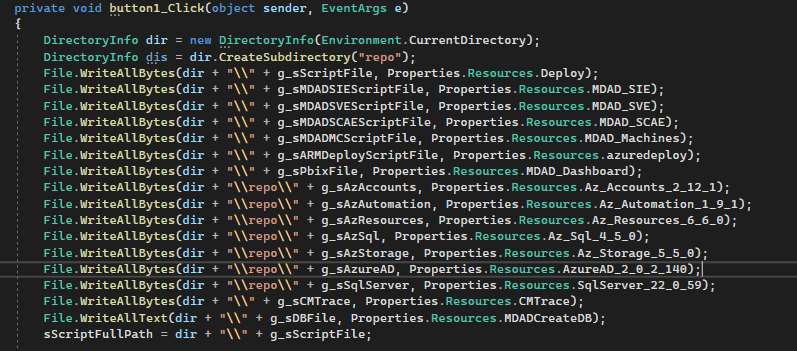 private void button1_Click(object sender, EventArgs e)
{
DirectoryInfo dir = new DirectoryInfo(Environment.CurrentDirectory);
DirectoryInfo dis = dir.CreateSubdirectory("repo");
File.WriteAllBytes(dir + "\\" + g_sScriptFile, Properties.Resources.Deploy);
File.WriteAllBytes(dir + "\\" + g_sMDADSIEScriptFile, Properties.Resources.MDAD_SIE);
File.WriteAllBytes(dir + "\\" + g_sMDADSVEScriptFile, Properties.Resources.MDAD_SVE);
File.WriteAllBytes(dir + "\\" + g_sMDADSCAEScriptFile, Properties.Resources.MDAD_SCAE);
File.WriteAllBytes(dir + "\\" + g_sMDADMCScriptFile, Properties.Resources.MDAD_Machines);
File.WriteAllBytes(dir + "\\" + g_sARMDeployScriptFile, Properties.Resources.azuredeploy);
File.WriteAllBytes(dir + "\\" + g_sPbixFile, Properties.Resources.MDAD_Dashboard);
File.WriteAllBytes(dir + "\\repo\\" + g_sAzAccounts, Properties.Resources.Az_Accounts_2_12_1);
File.WriteAllBytes(dir + "\\repo\\" + g_sAzAutomation, Properties.Resources.Az_Automation_1_9_1);
File.WriteAllBytes(dir + "\\repo\\" + g_sAzResources, Properties.Resources.Az_Resources_6_6_0);
File.WriteAllBytes(dir + "\\repo\\" + g_sAzSql, Properties.Resources.Az_Sql_4_5_0);
File.WriteAllBytes(dir + "\\repo\\" + g_sAzStorage, Properties.Resources.Az_Storage_5_5_0);
File.WriteAllBytes(dir + "\\repo\\" + g_sAzureAD, Properties.Resources.AzureAD_2_0_2_140);
File.WriteAllBytes(dir + "\\repo\\" + g_sSqlServer, Properties.Resources.SqlServer_22_0_59);
File.WriteAllBytes(dir + "\\" + g_sCMTrace, Properties.Resources.CMTrace);
File.WriteAllText(dir + "\\" + g_sDBFile, Properties.Resources.MDADCreateDB);
sScriptFullPath = dir + "\\" + g_sScriptFile;